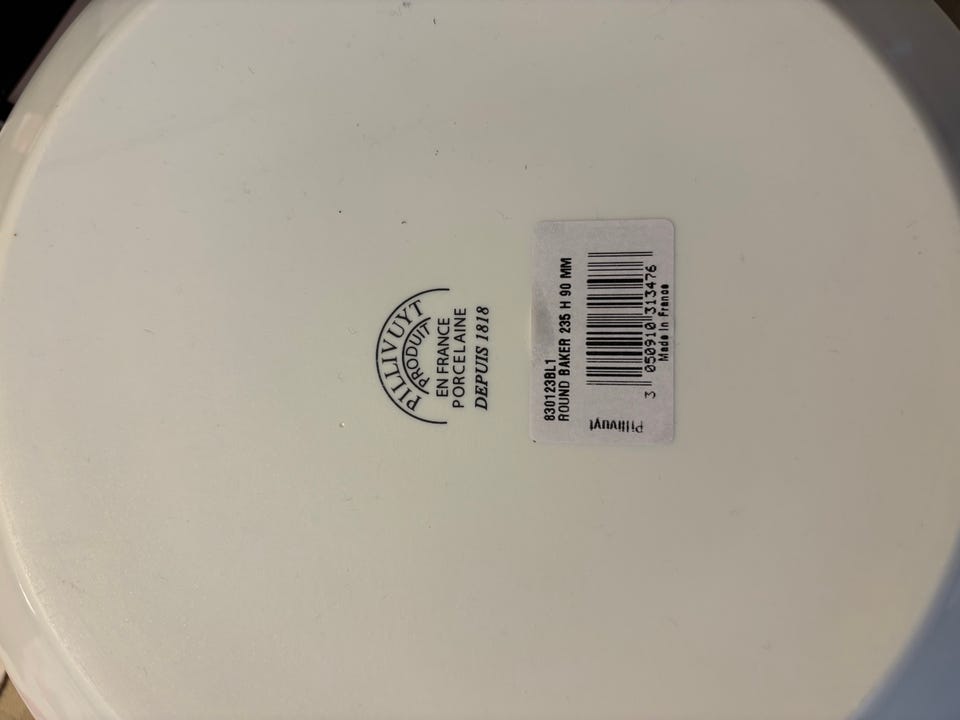 PILLIVUYT
PRODUIT
EN FRANCE
PORCELAINE
DEPUIS 1818
830123BL1
ROUND BAKER 235 H 90 MM
3 050910 313476
Made In France
Pillivuyt